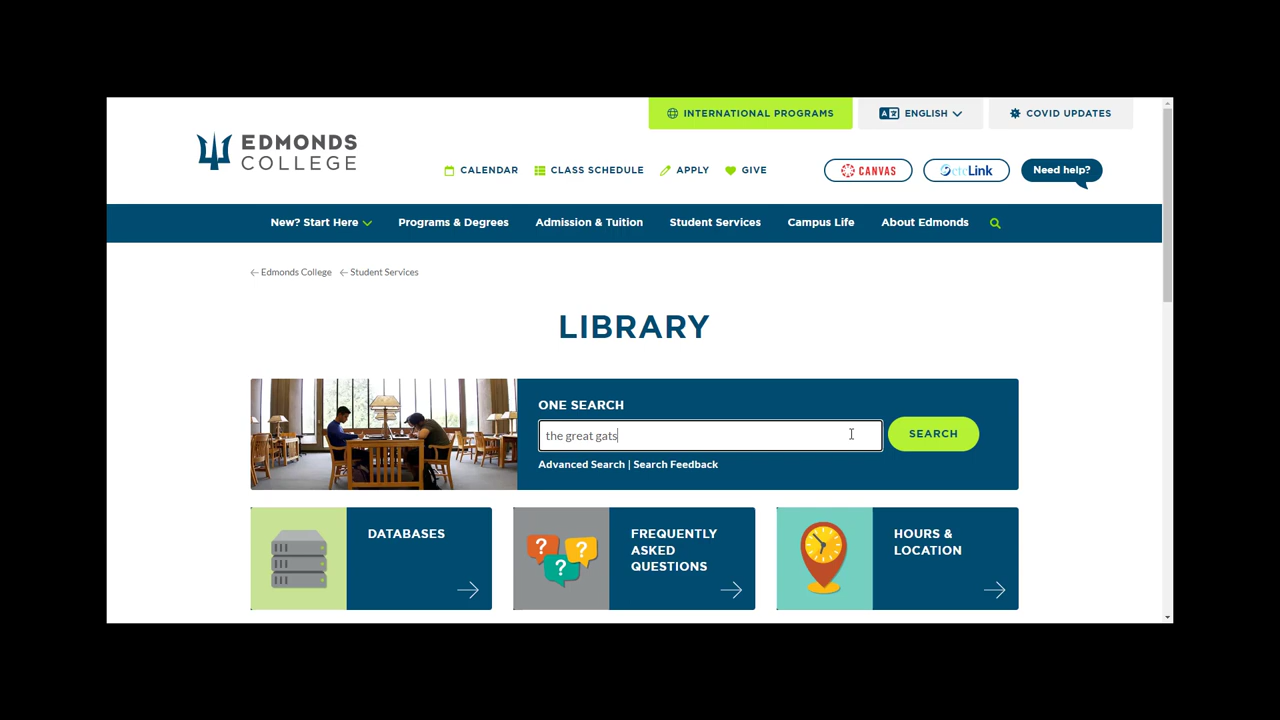 INTERNATIONAL PROGRAMS
ENGLISH
COVID UPDATES
EDMONDS
COLLEGE
CALENDAR
CLASS SCHEDULE
APPLY
GIVE
CANVAS
ctcLink
Need help?
New? Start Here
Programs & Degrees
Admission & Tuition
Student Services
Campus Life
About Edmonds
Edmonds College
Student Services
LIBRARY
ONE SEARCH
the great gats
SEARCH
Advanced Search | Search Feedback
DATABASES
FREQUENTLY
ASKED
QUESTIONS
HOURS &
LOCATION